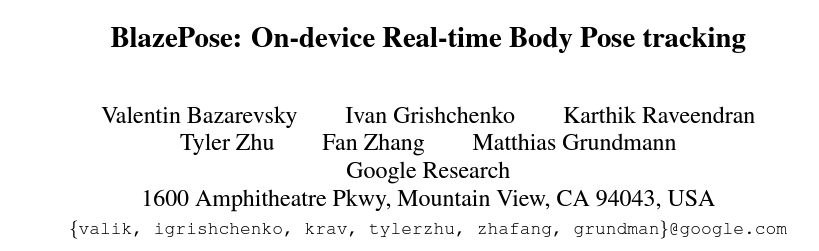 BlazePose: On-device Real-time Body Pose tracking
Valentin Bazarevsky Ivan Grishchenko Karthik Raveendran
Tyler Zhu Fan Zhang Matthias Grundmann
Google Research
1600 Amphitheatre Pkwy, Mountain View, CA 94043, USA
{valik, igrishchenko, krav, tylerzhu, zhafang, grundman}@google.com